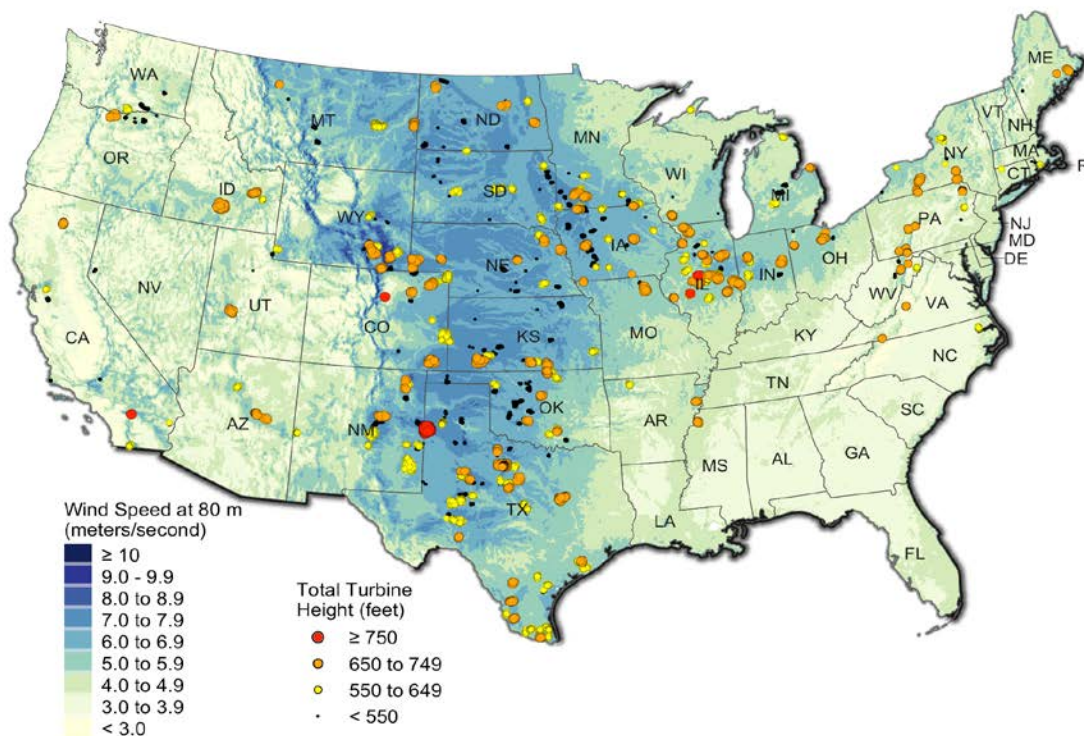 WA
ME
MT
ND
VT
MN
NH
OR
NY
MA
WI
CT
R
ID
SD
MI
WY
PA
IA
NJ
NE
OH
MD
IL
IN
DE
NV
UT
WV
CO
VA
CA
KS
MO
KY
NC
TN
OK
AZ
NM
AR
SC
MS
AL
GA
TX
LA
FL
Wind Speed at 80 m
(meters/second)
≥ 10
9.0 - 9.9
8.0 to 8.9
7.0 to 7.9
6.0 to 6.9
5.0 to 5.9
4.0 to 4.9
3.0 to 3.9
< 3.0
Total Turbine
Height (feet)
≥ 750
650 to 749
550 to 649
< 550